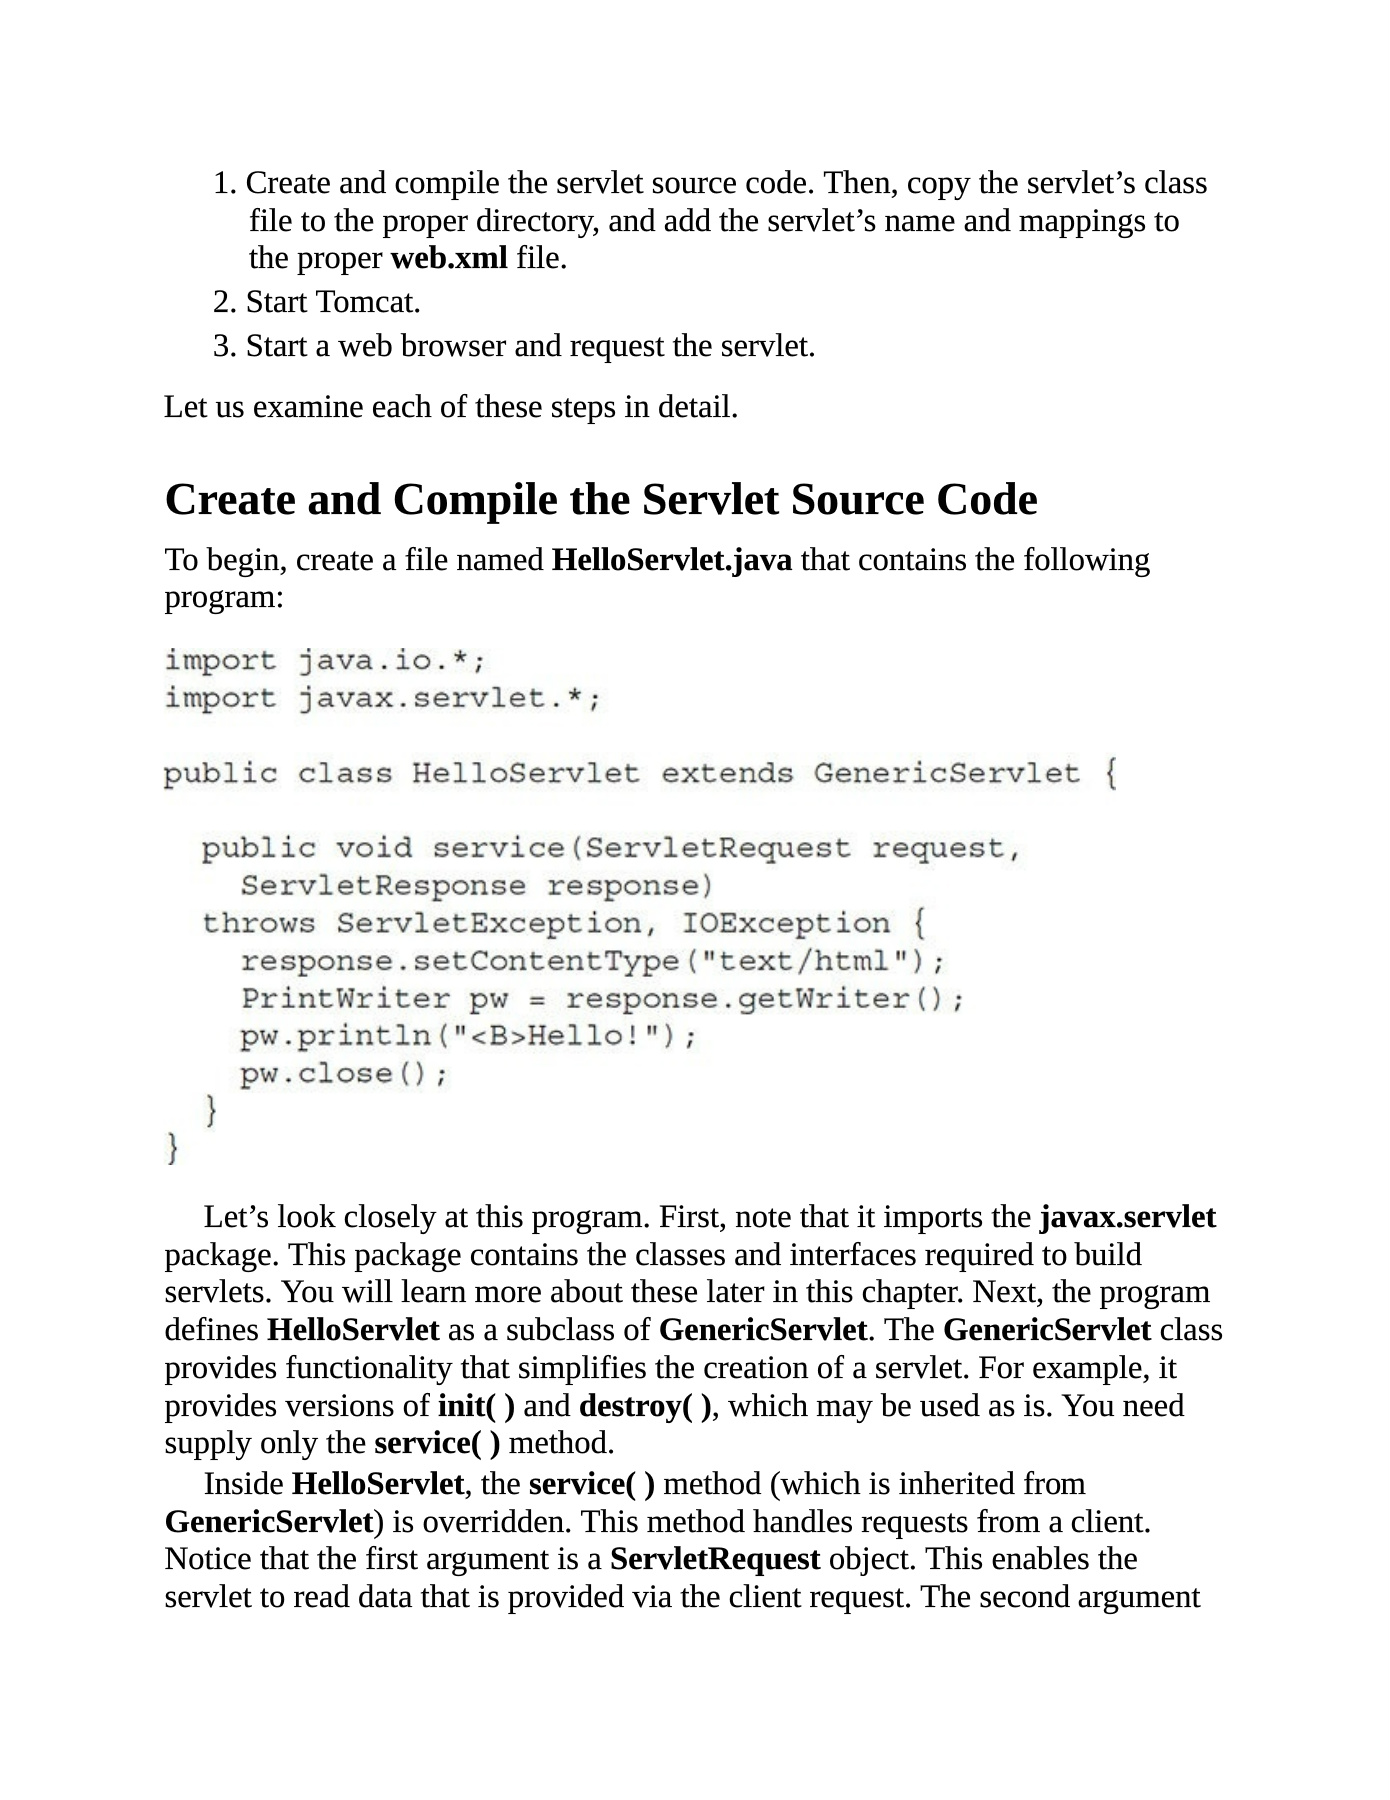 1. Create and compile the servlet source code. Then, copy the servlet’s class
file to the proper directory, and add the servlet’s name and mappings to
the proper web.xml file.
2. Start Tomcat.
3. Start a web browser and request the servlet.
Let us examine each of these steps in detail.
Create and Compile the Servlet Source Code
To begin, create a file named HelloServlet.java that contains the following
program:
import java.io.*;
import javax.servlet.*;
public class HelloServlet extends GenericServlet {
public void service(ServletRequest request,
ServletResponse response)
throws ServletException, IOException {
response.setContentType("text/html");
PrintWriter pw = response.getWriter();
pw.println("<B>Hello!");
pw.close();
}
}
Let’s look closely at this program. First, note that it imports the javax.servlet
package. This package contains the classes and interfaces required to build
servlets. You will learn more about these later in this chapter. Next, the program
defines HelloServlet as a subclass of GenericServlet. The GenericServlet class
provides functionality that simplifies the creation of a servlet. For example, it
provides versions of init( ) and destroy( ), which may be used as is. You need
supply only the service( ) method.
Inside HelloServlet, the service( ) method (which is inherited from
GenericServlet) is overridden. This method handles requests from a client.
Notice that the first argument is a ServletRequest object. This enables the
servlet to read data that is provided via the client request. The second argument